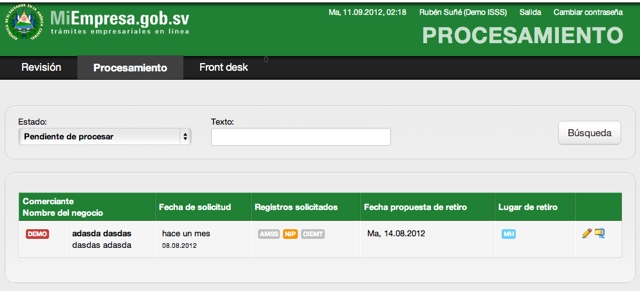 MiEmpresa.gob.sv
trámites empresariales en línea
Ma, 11.09.2012, 02:18 Rubén Suñé (Demo ISSS) Salida Cambiar contraseña
PROCESAMIENTO
Revisión Procesamiento Front desk 0
Estado: Texto:
Pendiente de procesar Búsqueda
Comerciante
Nombre del negocio Fecha de solicitud Registros solicitados Fecha propuesta de retiro Lugar de retiro
DEMO adasda dasdas hace un mes AMSS NIP CIEMT Ma, 14.08.2012 MH
dasdas adasda 08.08.2012